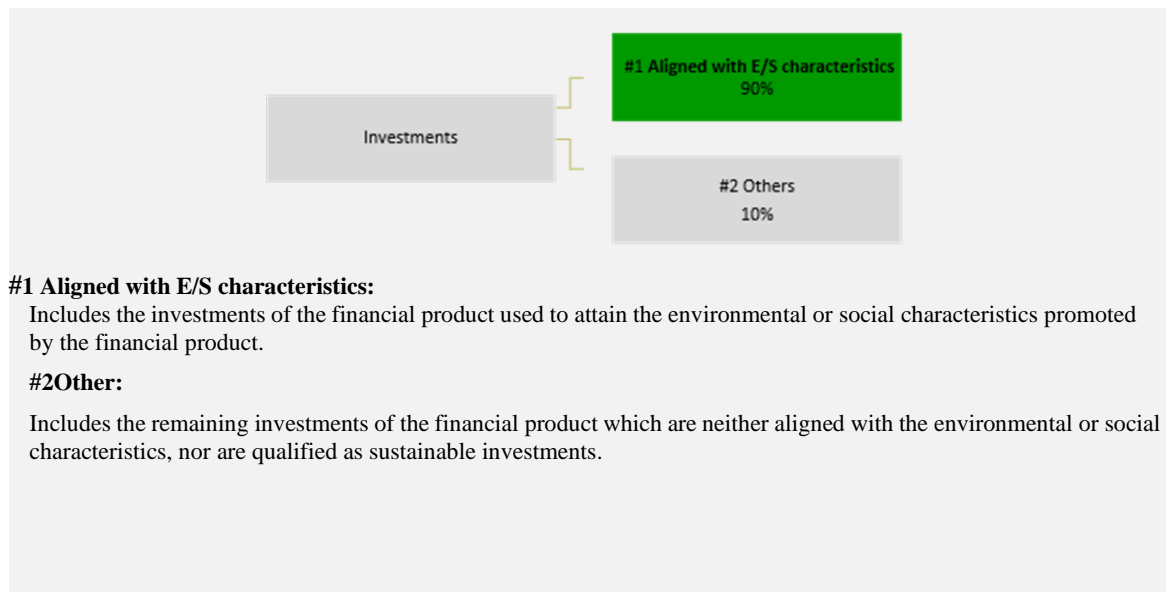 #1 Aligned with E/S characteristics
90%
Investments
#2 Others
10%
#1 Aligned with E/S characteristics:
Includes the investments of the financial product used to attain the environmental or social characteristics promoted
by the financial product.
#2Other:
Includes the remaining investments of the financial product which are neither aligned with the environmental or social
characteristics, nor are qualified as sustainable investments.